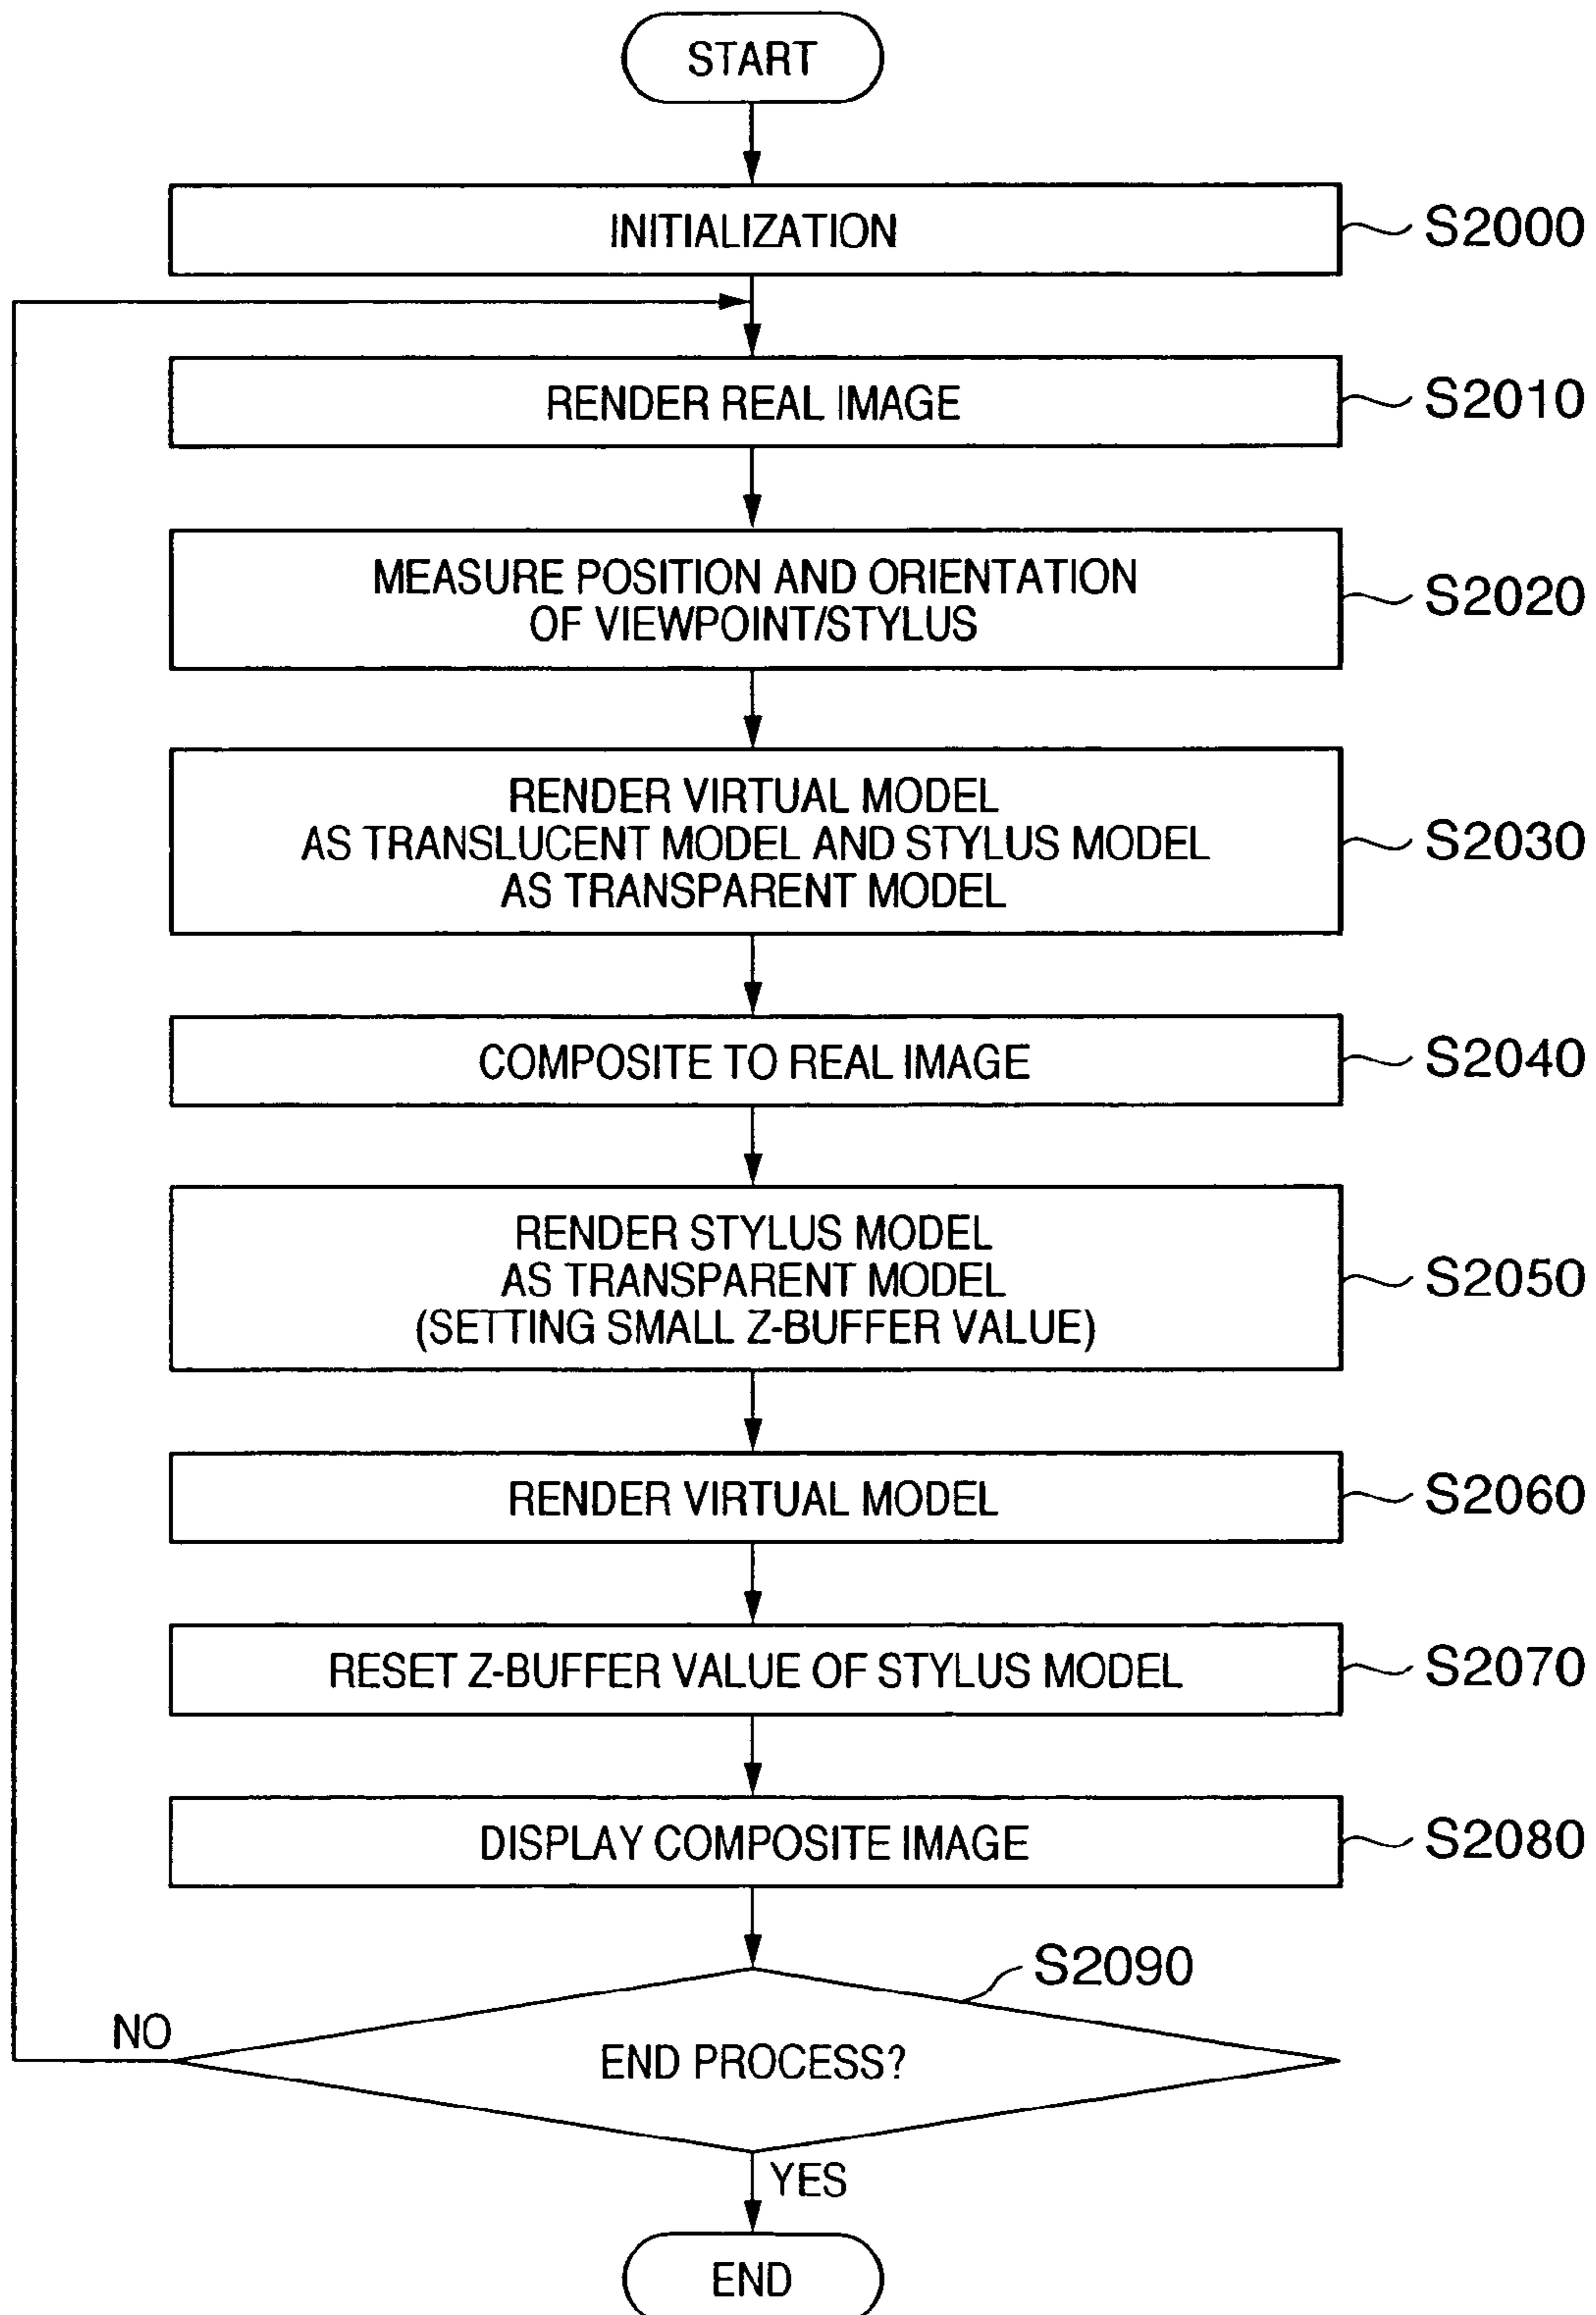 START
INITIALIZATION
S2000
RENDER REAL IMAGE
S2010
MEASURE POSITION AND ORIENTATION
OF VIEWPOINT/STYLUS
S2020
RENDER VIRTUAL MODEL
AS TRANSLUCENT MODEL AND STYLUS MODEL
AS TRANSPARENT MODEL
S2030
COMPOSITE TO REAL IMAGE
S2040
RENDER STYLUS MODEL
AS TRANSPARENT MODEL
(SETTING SMALL Z-BUFFER VALUE)
S2050
RENDER VIRTUAL MODEL
S2060
RESET Z-BUFFER VALUE OF STYLUS MODEL
S2070
DISPLAY COMPOSITE IMAGE
S2080
S2090
NO
END PROCESS?
YES
END